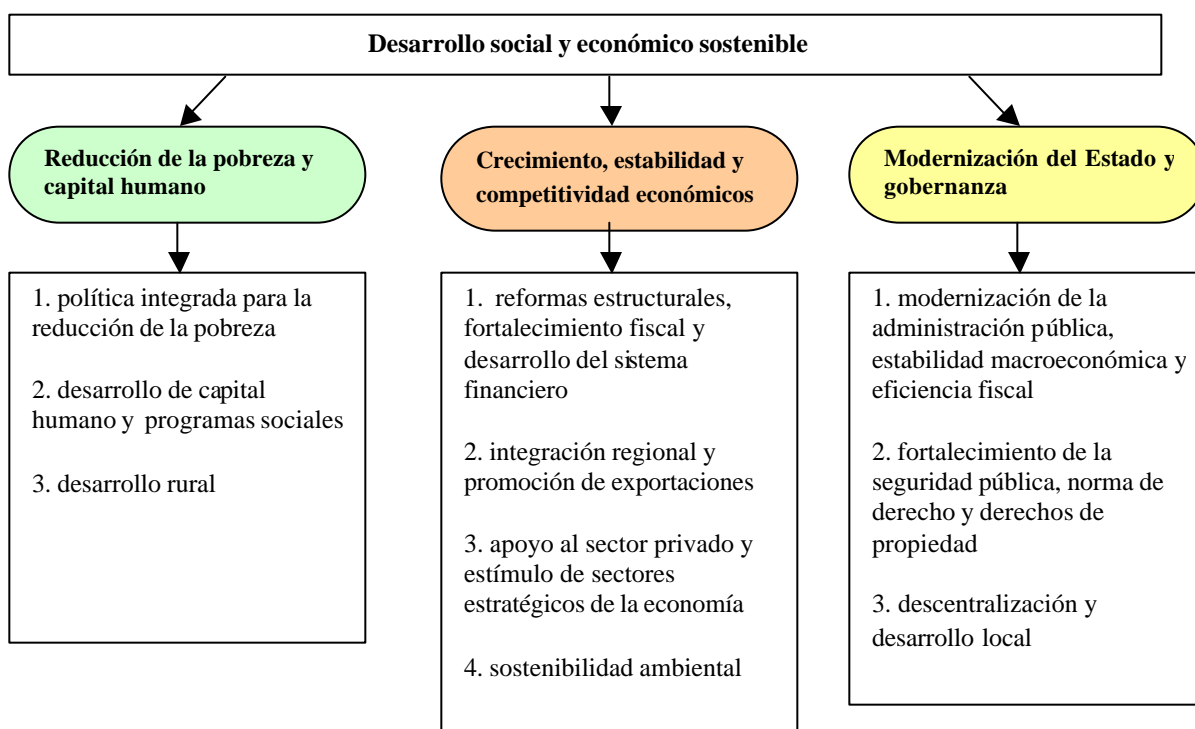 Desarrollo social y económico sostenible
Reducción de la pobreza y
capital humano
Crecimiento, estabilidad y
competitividad económicos
Modernización del Estado y
gobernanza
1. política integrada para la
reducción de la pobreza
2. desarrollo de capital
humano y programas sociales
3. desarrollo rural
1. reformas estructurales,
fortalecimiento fiscal y
desarrollo del sistema
financiero
2. integración regional y
promoción de exportaciones
3. apoyo al sector privado y
estímulo de sectores
estratégicos de la economía
4. sostenibilidad ambiental
1. modernización de la
administración pública,
estabilidad macroeconómica y
eficiencia fiscal
2. fortalecimiento de la
seguridad pública, norma de
derecho y derechos de
propiedad
3. descentralización y
desarrollo local